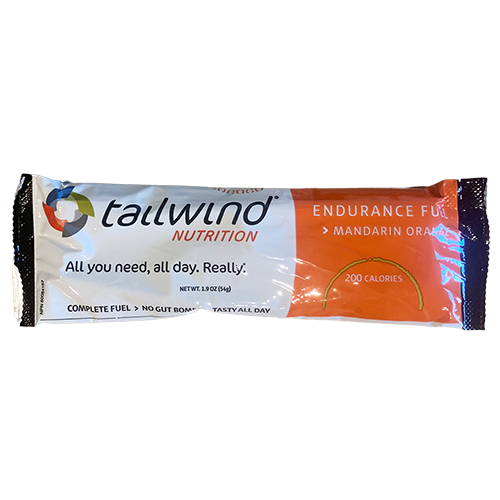 tailwind
NUTRITION
All you need, all day. Really!
NET WT. 1.9 OZ (54g)
COMPLETE FUEL > NO GUT BOMB > TASTY ALL DAY
ENDURANCE FU
> MANDARIN ORAN
200 CALORIES